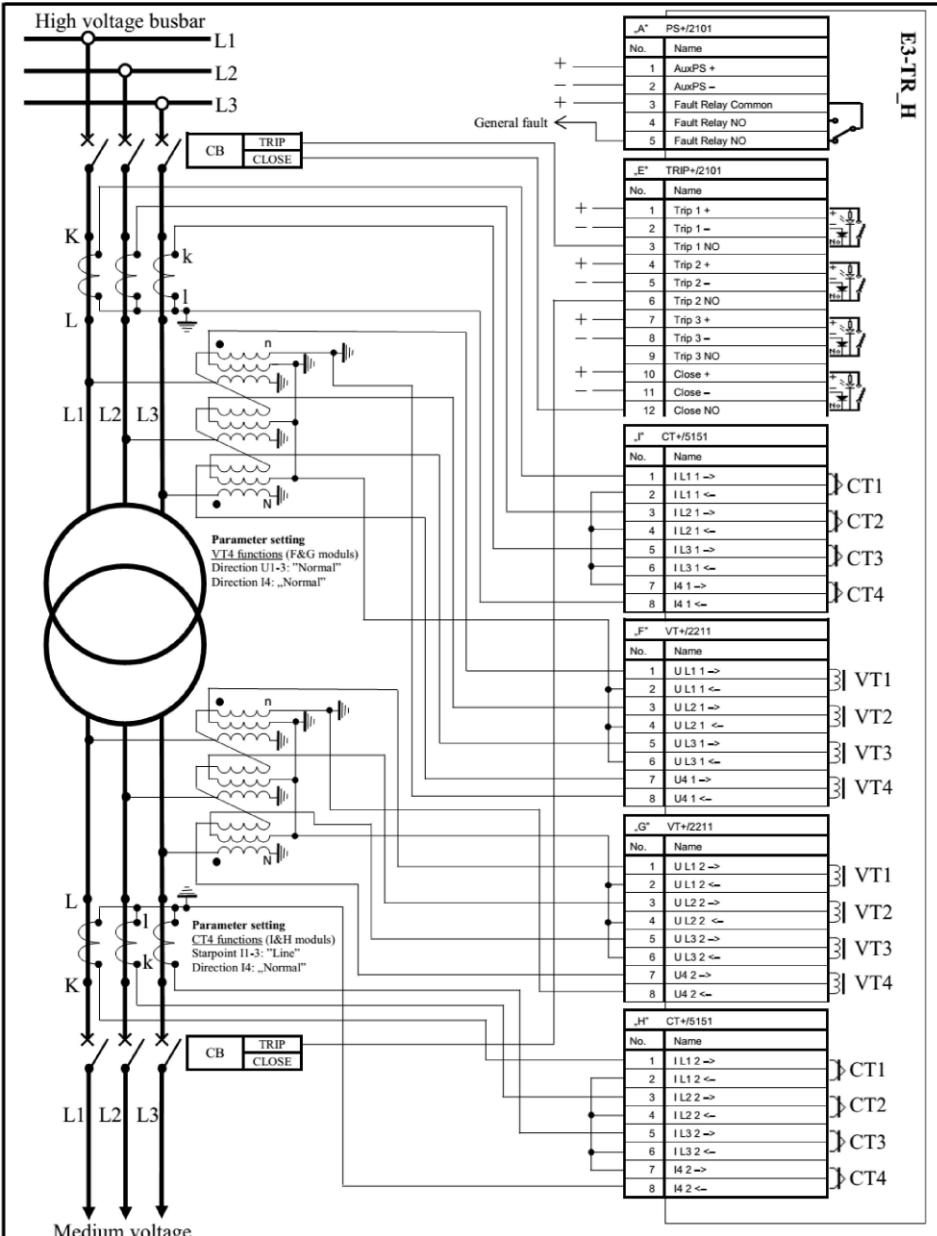 High voltage busbar
L1
L2
L3
CB
TRIP
CLOSE
K
k
l
L
n
L1 L2 L3
N
Parameter setting
VT4 functions (F&G moduls)
Direction U1-3: "Normal"
Direction I4: „Normal"
n
N
L
l
k
K
Parameter setting
CT4 functions (I&H moduls)
Starpoint I1-3: "Line"
Direction I4: „Normal"
CB
TRIP
CLOSE
L1 L2 L3
Medium voltage
E3-TR_H
+
–
+
General fault
„A" PS+/2101
No. Name
1 AuxPS +
2 AuxPS –
3 Fault Relay Common
4 Fault Relay NO
5 Fault Relay NO
„E" TRIP+/2101
No. Name
+ 1 Trip 1 +
– 2 Trip 1 –
3 Trip 1 NO
+ 4 Trip 2 +
– 5 Trip 2 –
6 Trip 2 NO
+ 7 Trip 3 +
– 8 Trip 3 –
9 Trip 3 NO
+ 10 Close +
– 11 Close –
12 Close NO
+
–
No
+
–
No
+
–
No
+
–
No
„I" CT+/5151
No. Name
1 I L1 1 –>
2 I L1 1 <–
3 I L2 1 –>
4 I L2 1 <–
5 I L3 1 –>
6 I L3 1 <–
7 I4 1 –>
8 I4 1 <–
CT1
CT2
CT3
CT4
„F" VT+/2211
No. Name
1 U L1 1 –>
2 U L1 1 <–
3 U L2 1 –>
4 U L2 1 <–
5 U L3 1 –>
6 U L3 1 <–
7 U4 1 –>
8 U4 1 <–
VT1
VT2
VT3
VT4
„G" VT+/2211
No. Name
1 U L1 2 –>
2 U L1 2 <–
3 U L2 2 –>
4 U L2 2 <–
5 U L3 2 –>
6 U L3 2 <–
7 U4 2 –>
8 U4 2 <–
VT1
VT2
VT3
VT4
„H" CT+/5151
No. Name
1 I L1 2 –>
2 I L1 2 <–
3 I L2 2 –>
4 I L2 2 <–
5 I L3 2 –>
6 I L3 2 <–
7 I4 2 –>
8 I4 2 <–
CT1
CT2
CT3
CT4